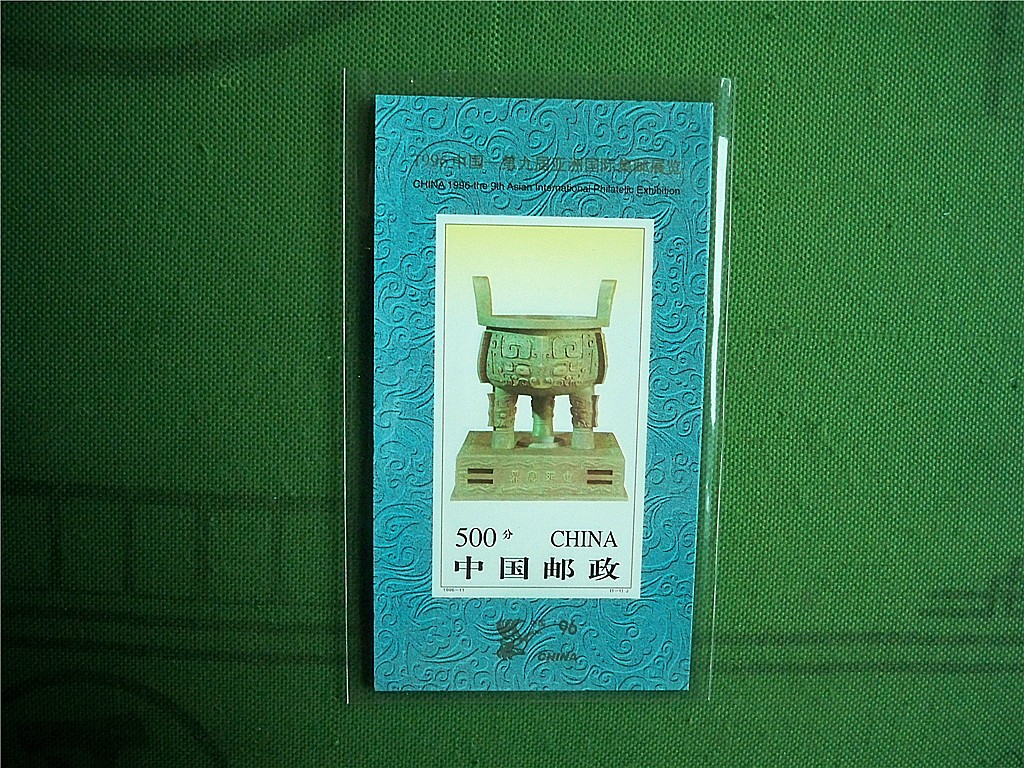 1996中国—第九届亚洲国际集邮展览
CHINA 1996-the 9th Asian International Philatelic Exhibition
500分 CHINA
中国邮政
1996-11 (1-1)J
96
CHINA